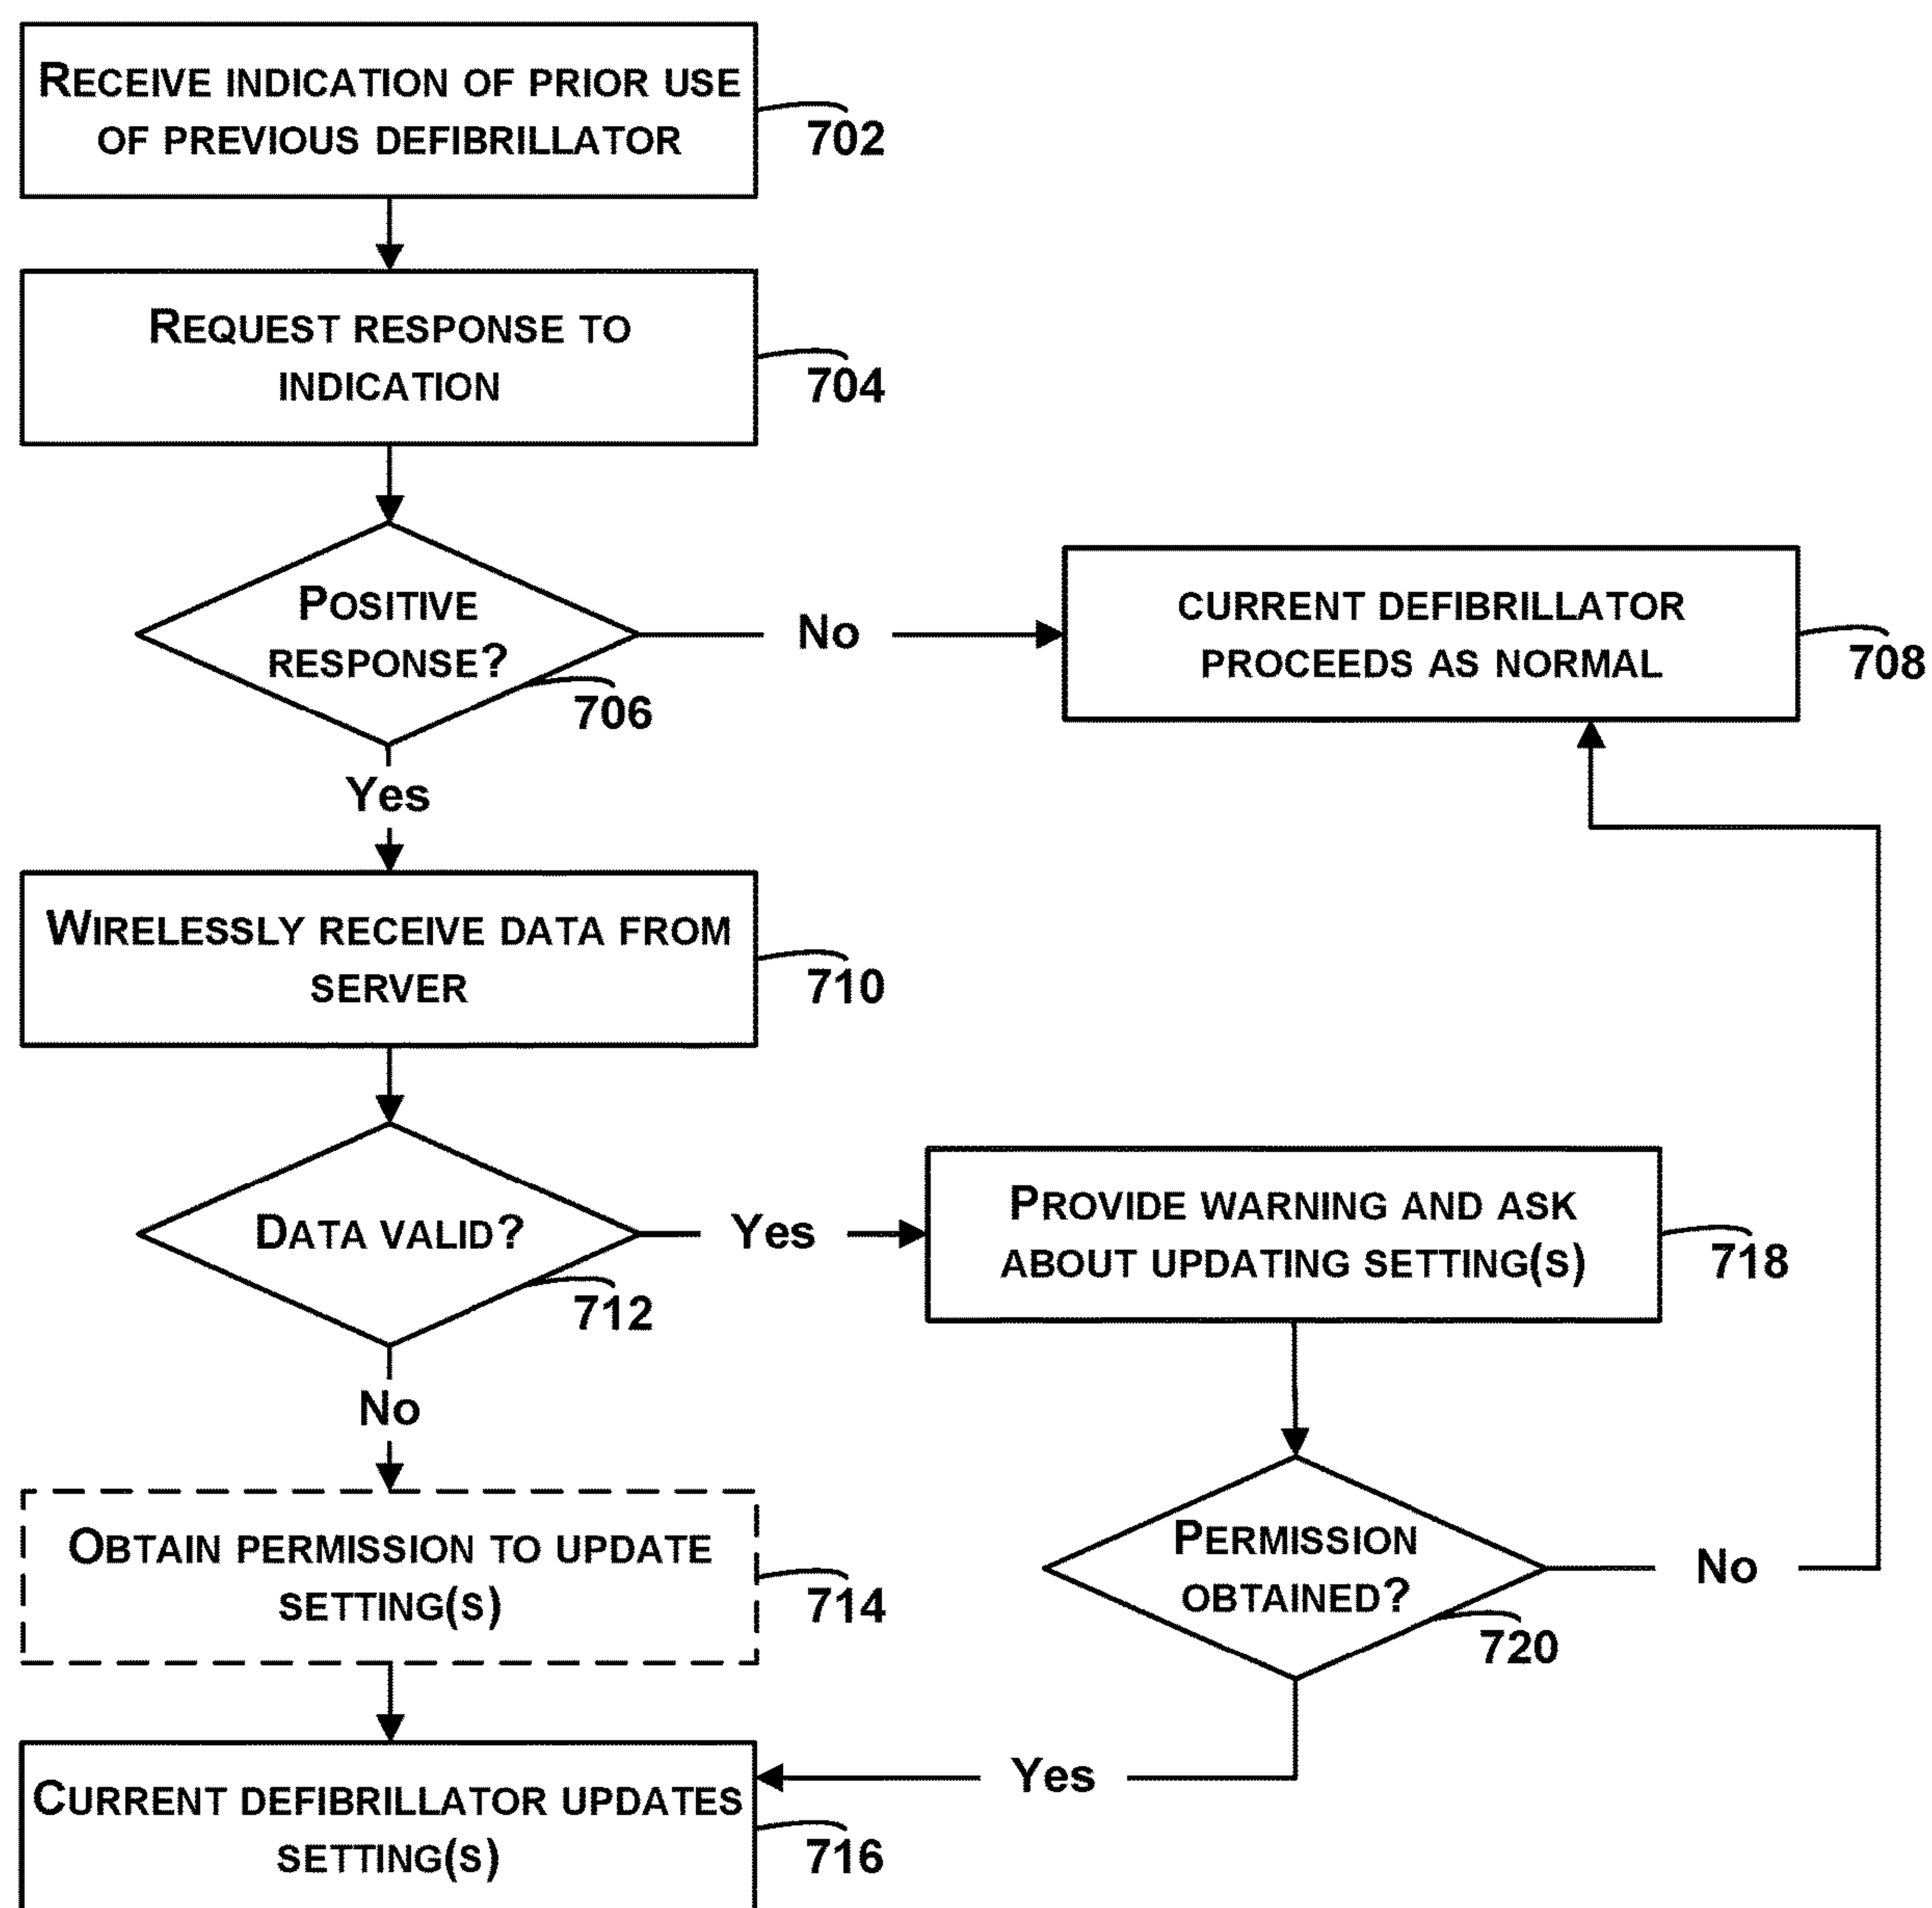 RECEIVE INDICATION OF PRIOR USE
OF PREVIOUS DEFIBRILLATOR
702
REQUEST RESPONSE TO
INDICATION
704
POSITIVE
RESPONSE?
706
No
CURRENT DEFIBRILLATOR
PROCEEDS AS NORMAL
708
Yes
WIRELESSLY RECEIVE DATA FROM
SERVER
710
DATA VALID?
712
Yes
PROVIDE WARNING AND ASK
ABOUT UPDATING SETTING(S)
718
No
OBTAIN PERMISSION TO UPDATE
SETTING(S)
714
PERMISSION
OBTAINED?
720
No
Yes
CURRENT DEFIBRILLATOR UPDATES
SETTING(S)
716